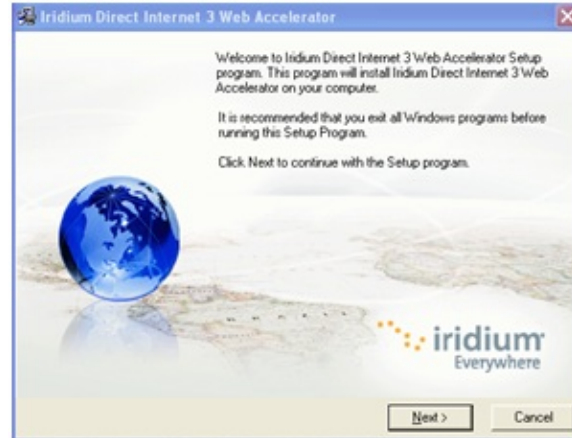 Iridium Direct Internet 3 Web Accelerator
Welcome to Iridium Direct Internet 3 Web Accelerator Setup
program. This program will install Iridium Direct Internet 3 Web
Accelerator on your computer.
It is recommended that you exit all Windows programs before
running this Setup Program.
Click Next to continue with the Setup program.
iridium
Everywhere
Next >
Cancel